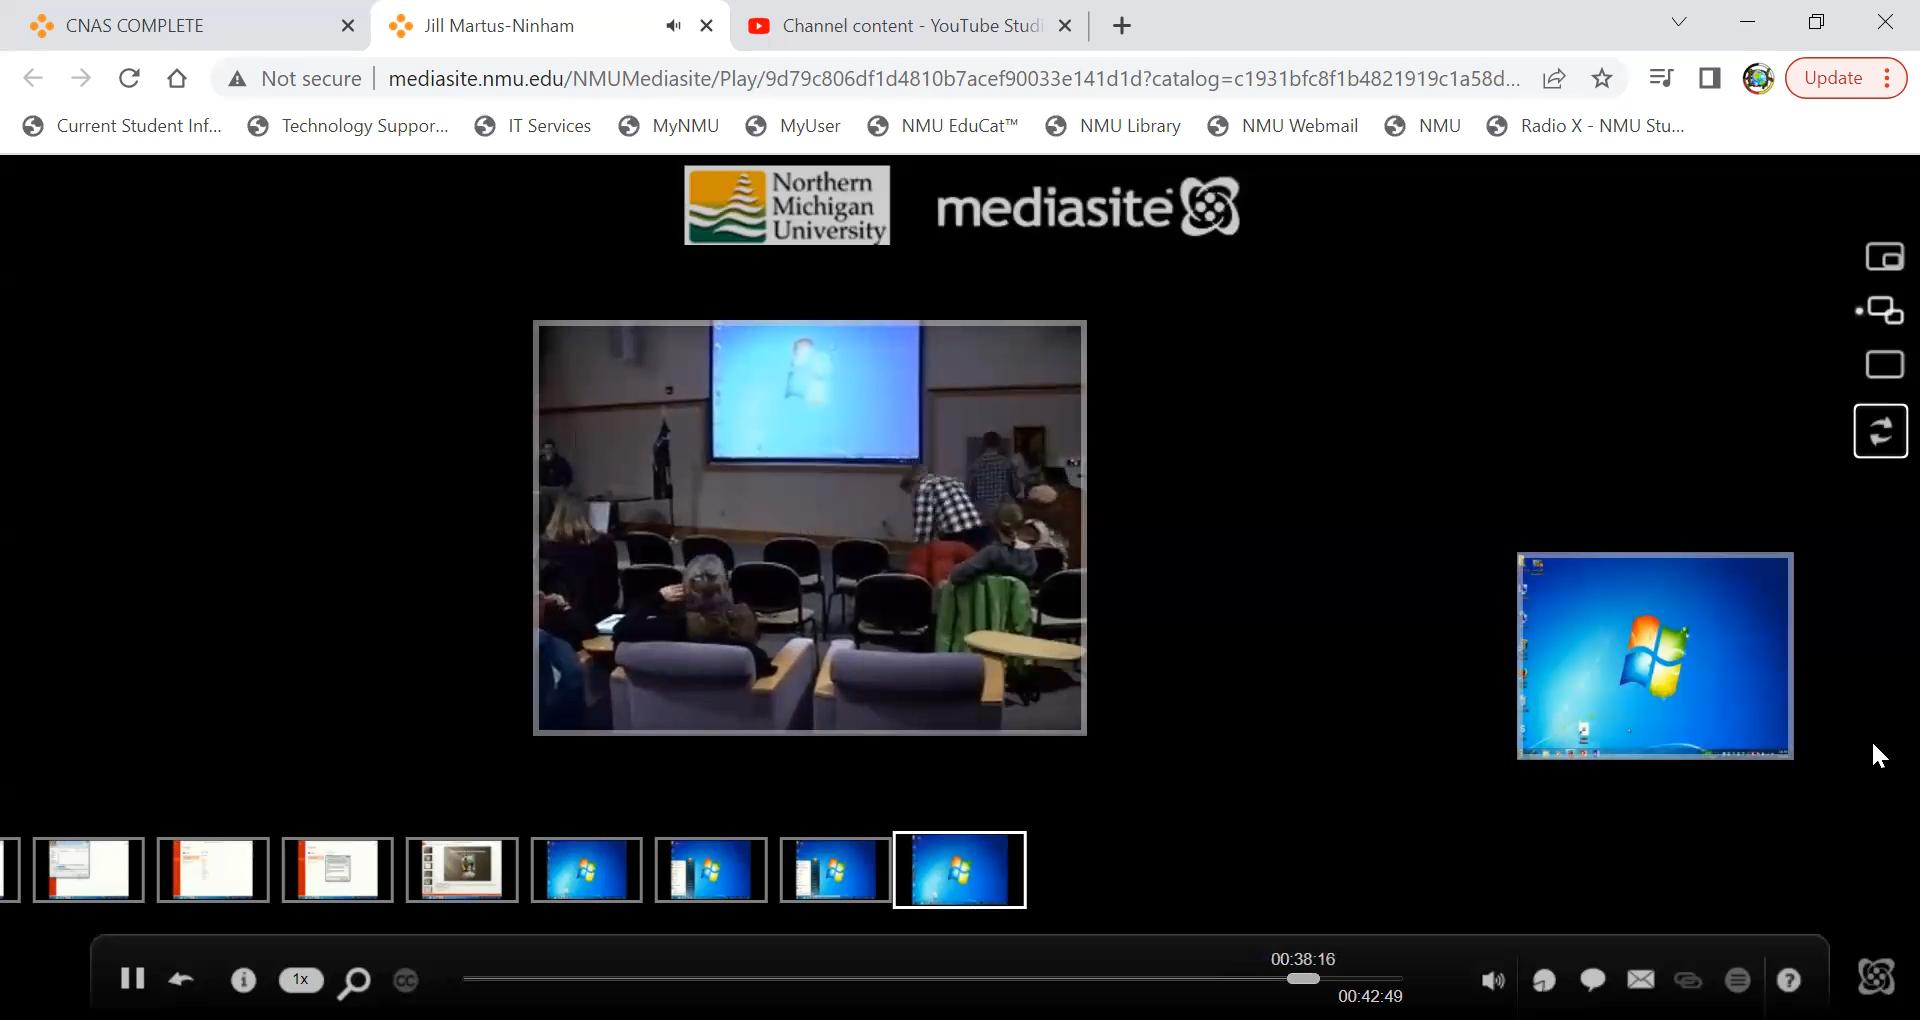 CNAS COMPLETE
Jill Martus-Ninham
Channel content - YouTube Studi
Not secure
mediasite.nmu.edu/NMUMediasite/Play/9d79c806df1d4810b7acef90033e141d1d?catalog=c1931bfc8f1b4821919c1a58d...
Update
Current Student Inf...
Technology Suppor...
IT Services
MyNMU
MyUser
NMU EduCat™
NMU Library
NMU Webmail
NMU
Radio X - NMU Stu...
Northern
Michigan
University
mediasite
00:38:16
1x
CC
00:42:49